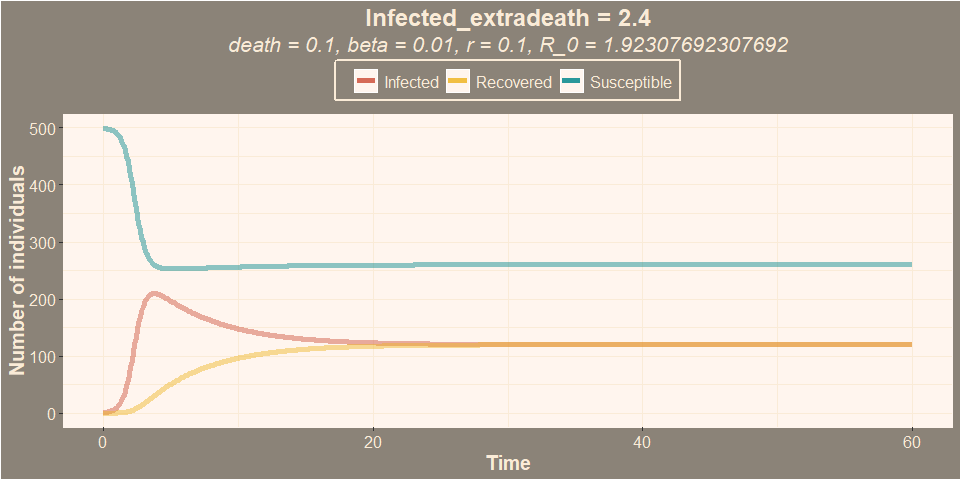 Infected_extradeath = 2.4
death = 0.1, beta = 0.01, r = 0.1, R_0 = 1.92307692307692
Infected Recovered Susceptible
Number of individuals
500
400
300
200
100
0
0 20 40 60
Time